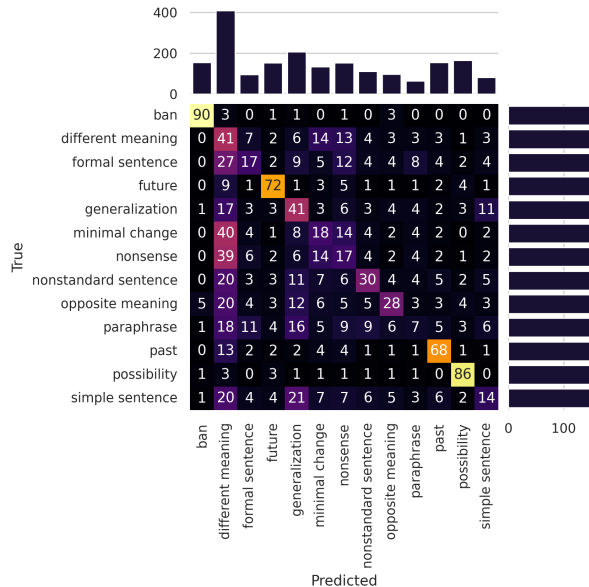 400
200
0
ban 90 3 0 1 1 0 1 0 3 0 0 0 0
different meaning 0 41 7 2 6 14 13 4 3 3 3 1 3
formal sentence 0 27 17 2 9 5 12 4 4 8 4 2 4
future 0 9 1 72 1 3 5 1 1 1 2 4 1
generalization 1 17 3 3 41 3 6 3 4 4 2 3 11
minimal change 0 40 4 1 8 18 14 4 2 4 2 0 2
nonsense 0 39 6 2 6 14 17 4 2 4 2 1 2
nonstandard sentence 0 20 3 3 11 7 6 30 4 4 5 2 5
opposite meaning 5 20 4 3 12 6 5 5 28 3 3 4 3
paraphrase 1 18 11 4 16 5 9 9 6 7 5 3 6
past 0 13 2 2 2 4 4 1 1 1 68 1 1
possibility 1 3 0 3 1 1 1 1 1 1 0 86 0
simple sentence 1 20 4 4 21 7 7 6 5 3 6 2 14
True
0 100
ban
different meaning
formal sentence
future
generalization
minimal change
nonsense
nonstandard sentence
opposite meaning
paraphrase
past
possibility
simple sentence
Predicted